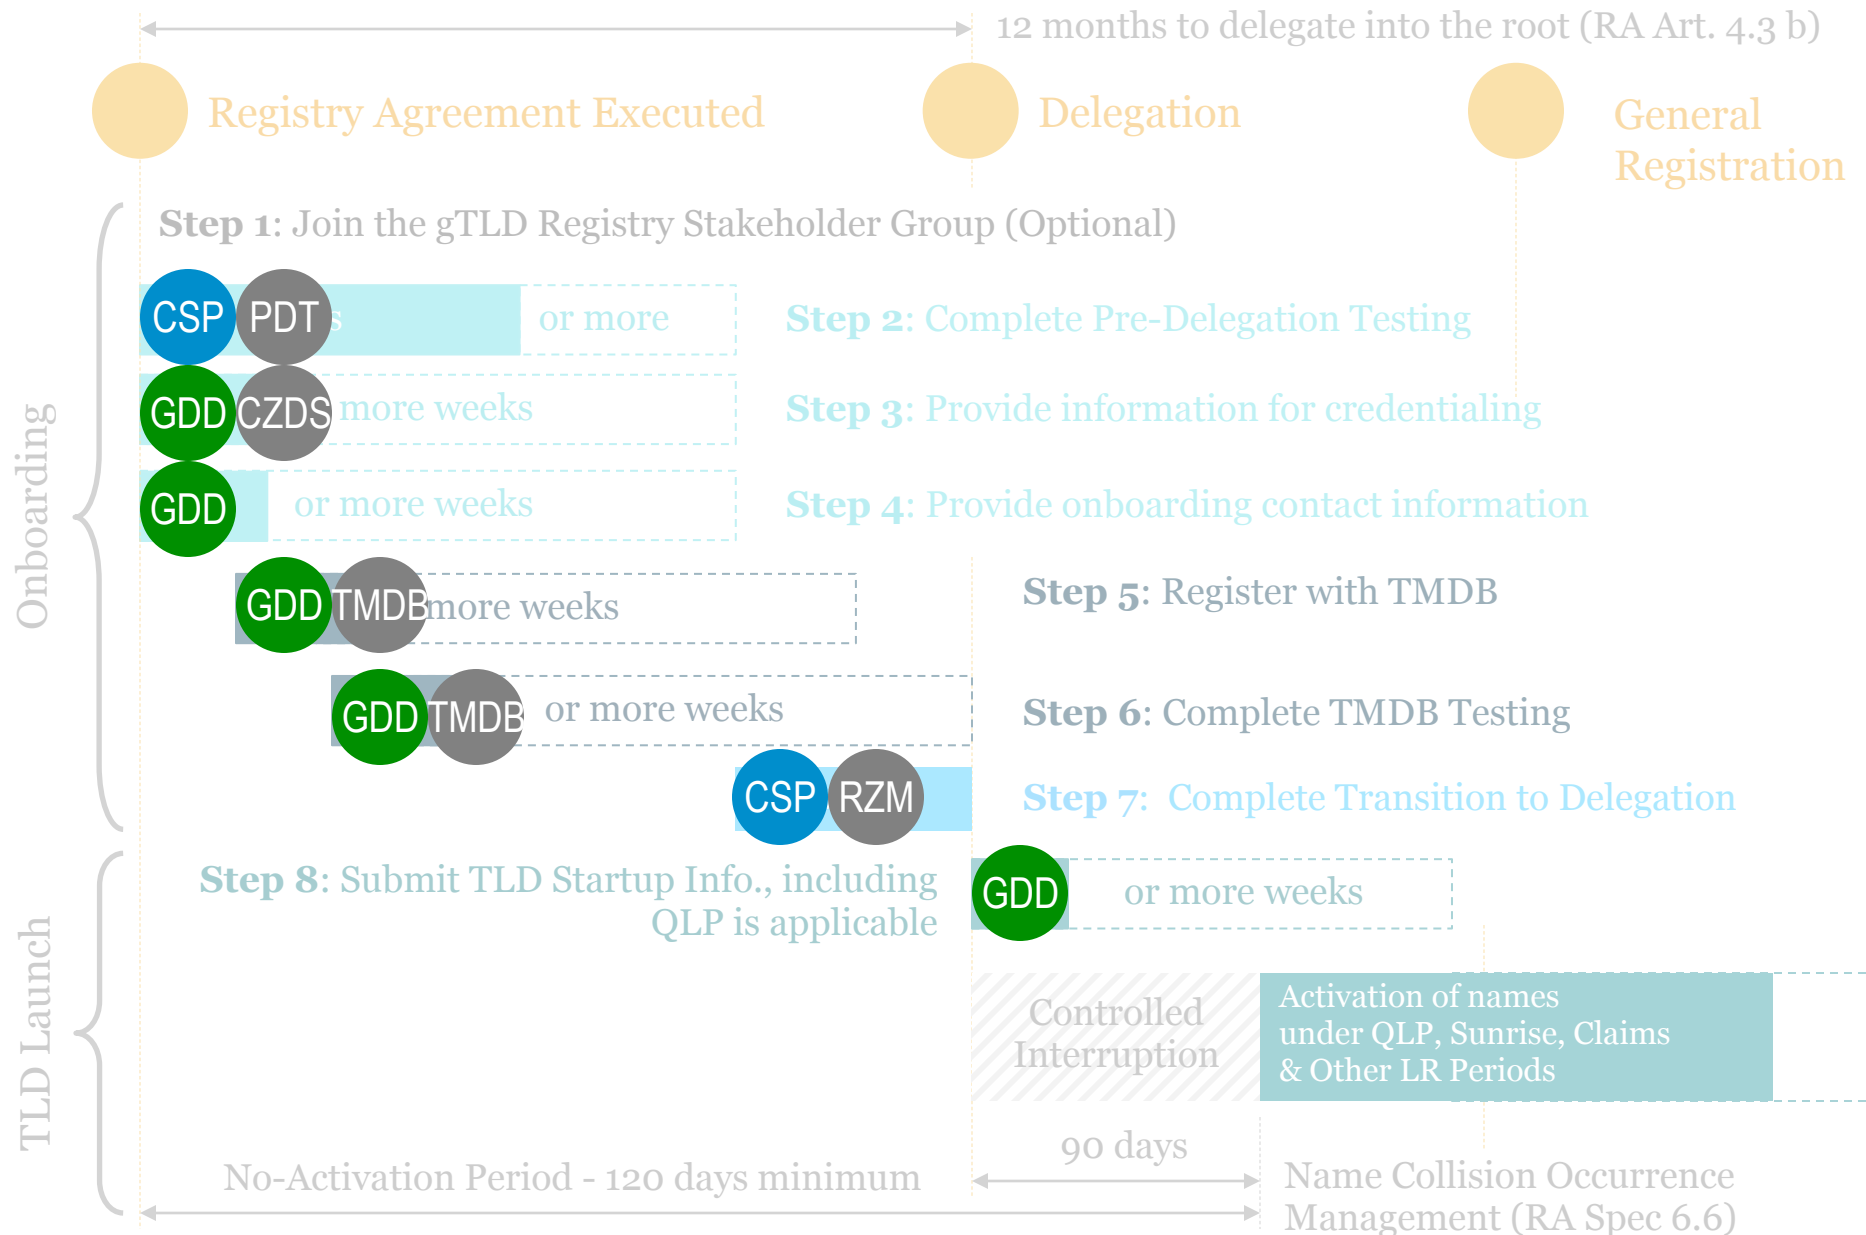 12 months to delegate into the root (RA Art. 4.3 b)
Registry Agreement Executed
Delegation
General
Registration
Onboarding
Step 1: Join the gTLD Registry Stakeholder Group (Optional)
CSP PDT or more
Step 2: Complete Pre-Delegation Testing
GDD CZDS more weeks
Step 3: Provide information for credentialing
GDD or more weeks
Step 4: Provide onboarding contact information
GDD TMDB more weeks
Step 5: Register with TMDB
GDD TMDB or more weeks
Step 6: Complete TMDB Testing
CSP RZM
Step 7: Complete Transition to Delegation
TLD Launch
Step 8: Submit TLD Startup Info., including
QLP is applicable
GDD or more weeks
Controlled
Interruption
Activation of names
under QLP, Sunrise, Claims
& Other LR Periods
90 days
No-Activation Period - 120 days minimum
Name Collision Occurrence
Management (RA Spec 6.6)